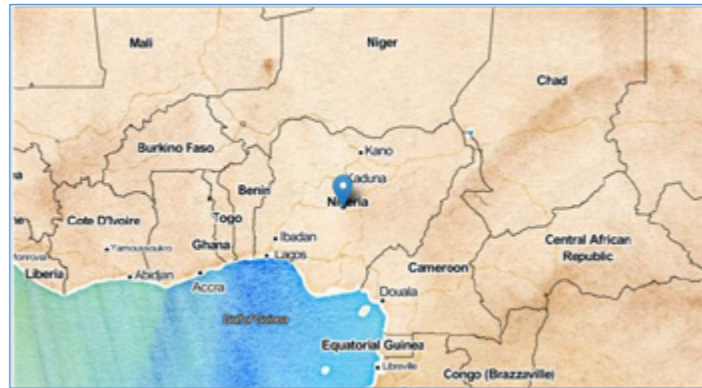 Mali
Niger
Chad
Burkino Faso
Kano
Kaduna
Benin
Nigeria
Togo
Cote D'Ivoire
Ghana
Ibadan
Lagos
Yamoussoukro
Central African
Republic
Cameroon
Monrovia
Liberia
Abidjan
Accra
Douala
Gulf of Guinea
Equatorial Guinea
Libreville
Congo (Brazzaville)